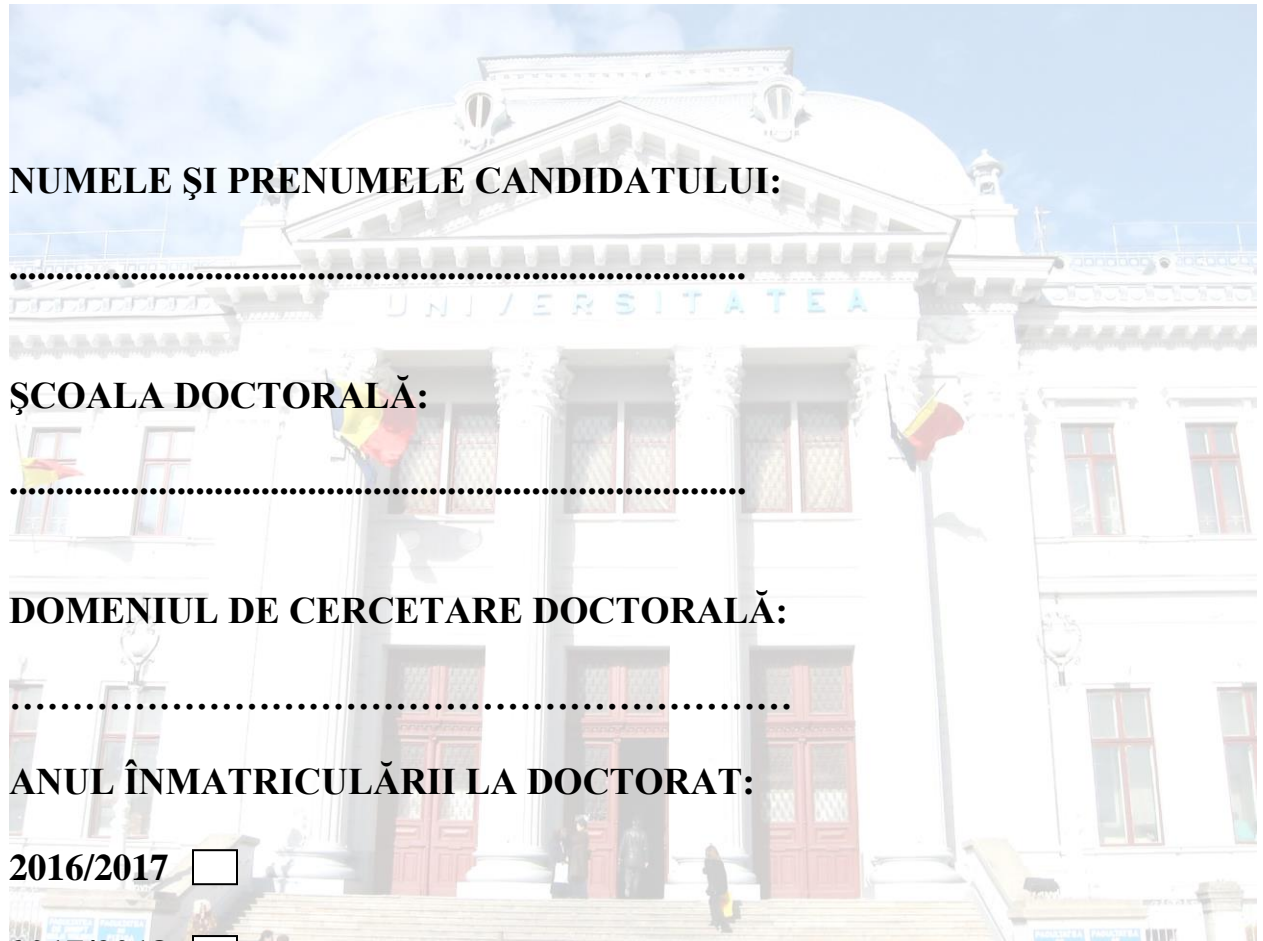 NUMELE ŞI PRENUMELE CANDIDATULUI:
...............................................................................
UNIVERSITATEA
ŞCOALA DOCTORALĂ:
...............................................................................
DOMENIUL DE CERCETARE DOCTORALĂ:
……………………………………………………….
ANUL ÎNMATRICULĂRII LA DOCTORAT:
2016/2017